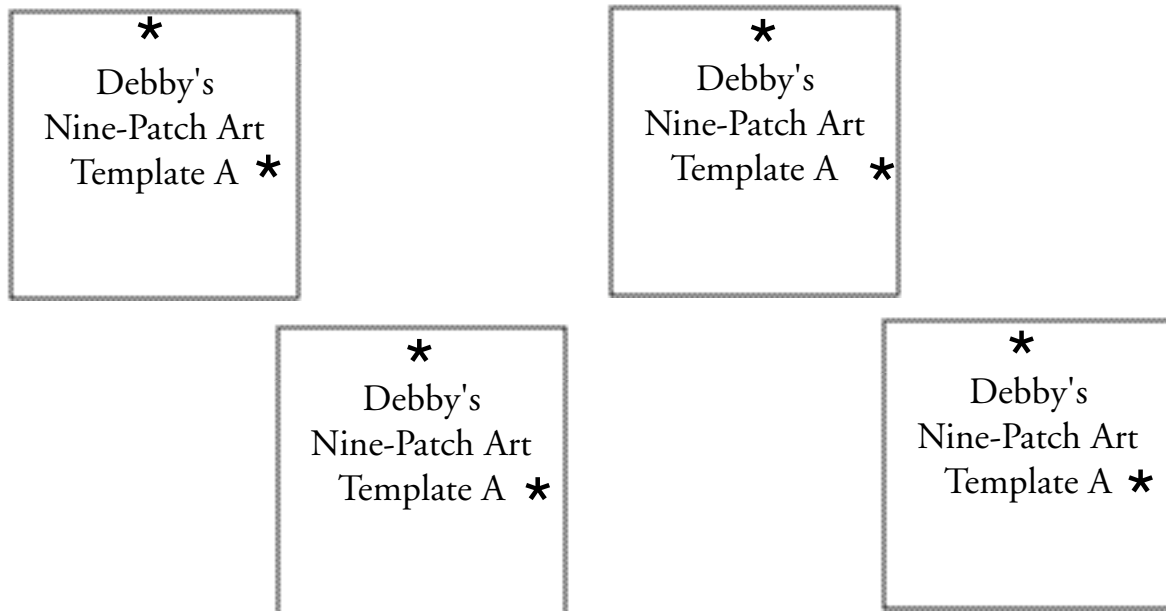 *
Debby's
Nine-Patch Art
Template A *
*
Debby's
Nine-Patch Art
Template A *
*
Debby's
Nine-Patch Art
Template A *
*
Debby's
Nine-Patch Art
Template A *